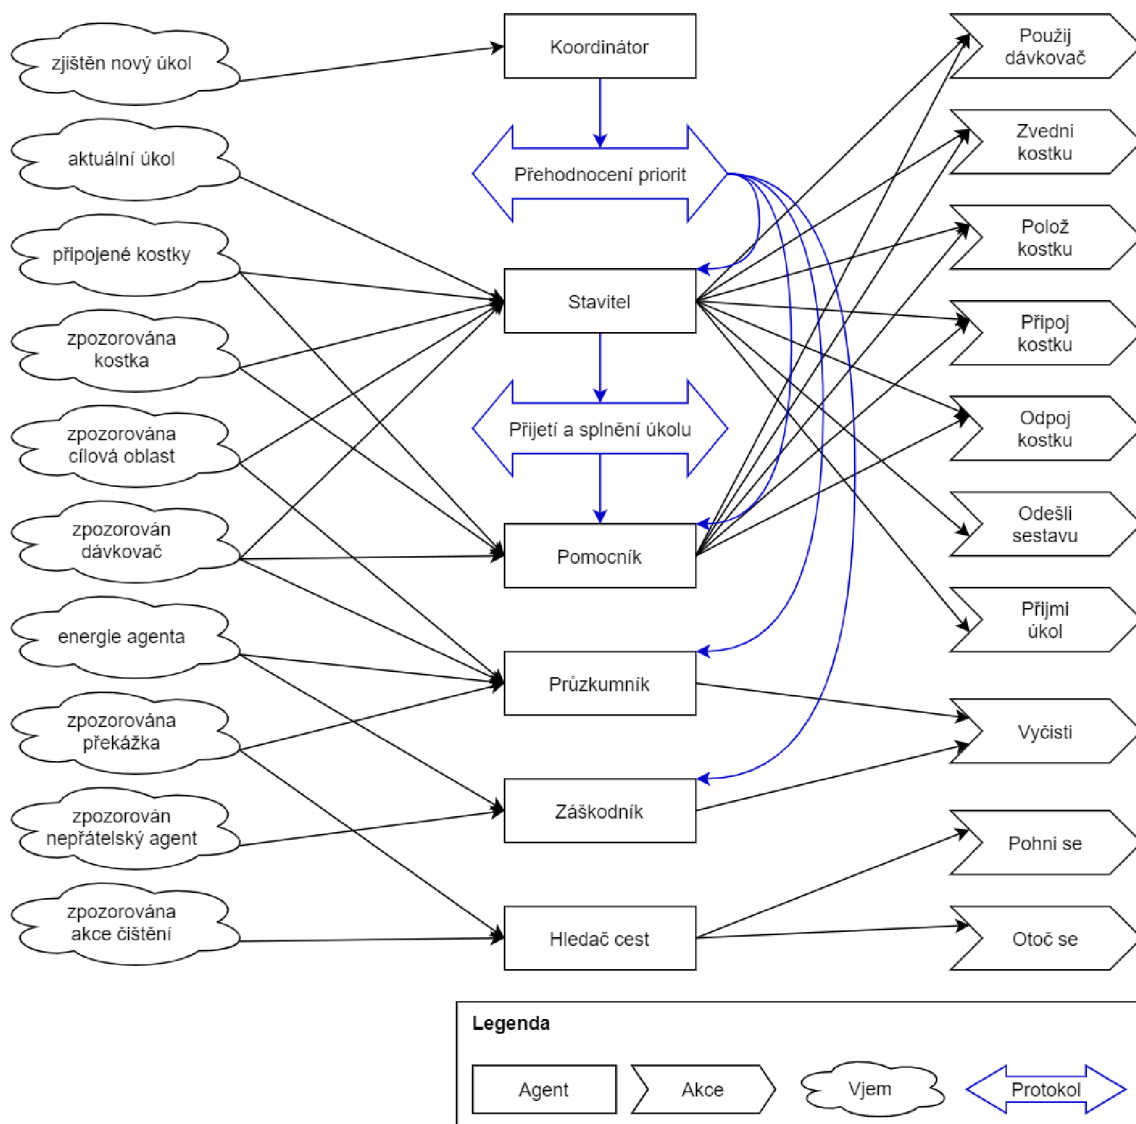 zjištěn nový úkol
aktuální úkol
připojené kostky
zpozorována
kostka
zpozorována
cílová oblast
zpozorován
dávkovač
energie agenta
zpozorována
překážka
zpozorován
nepřátelský agent
zpozorována
akce čištění
Koordinátor
Přehodnocení priorit
Stavitel
Přijetí a splnění úkolu
Pomocník
Průzkumník
Záškodník
Hledač cest
Použij
dávkovač
Zvedni
kostku
Polož
kostku
Připoj
kostku
Odpoj
kostku
Odešli
sestavu
Přijmi
úkol
Vyčisti
Pohni se
Otoč se
Legenda
Agent
Akce
Vjem
Protokol